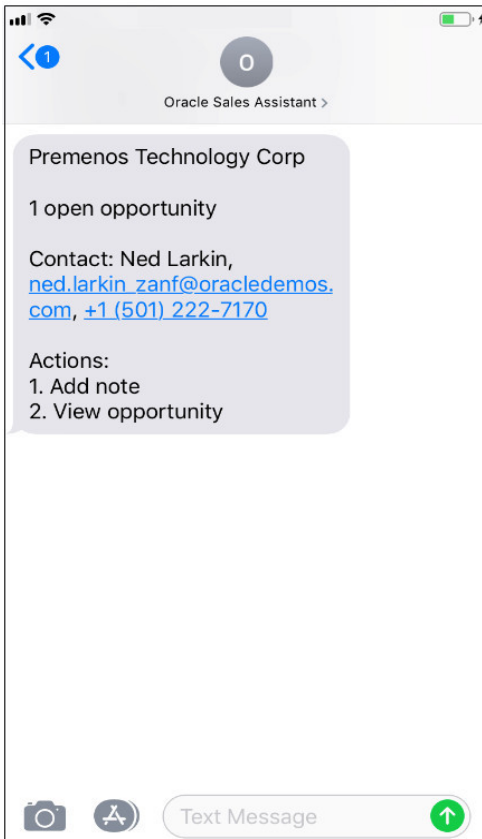 1
O
Oracle Sales Assistant >
Premenos Technology Corp
1 open opportunity
Contact: Ned Larkin,
ned.larkin_zanf@oracledemos.
com, +1 (501) 222-7170
Actions:
1. Add note
2. View opportunity
Text Message